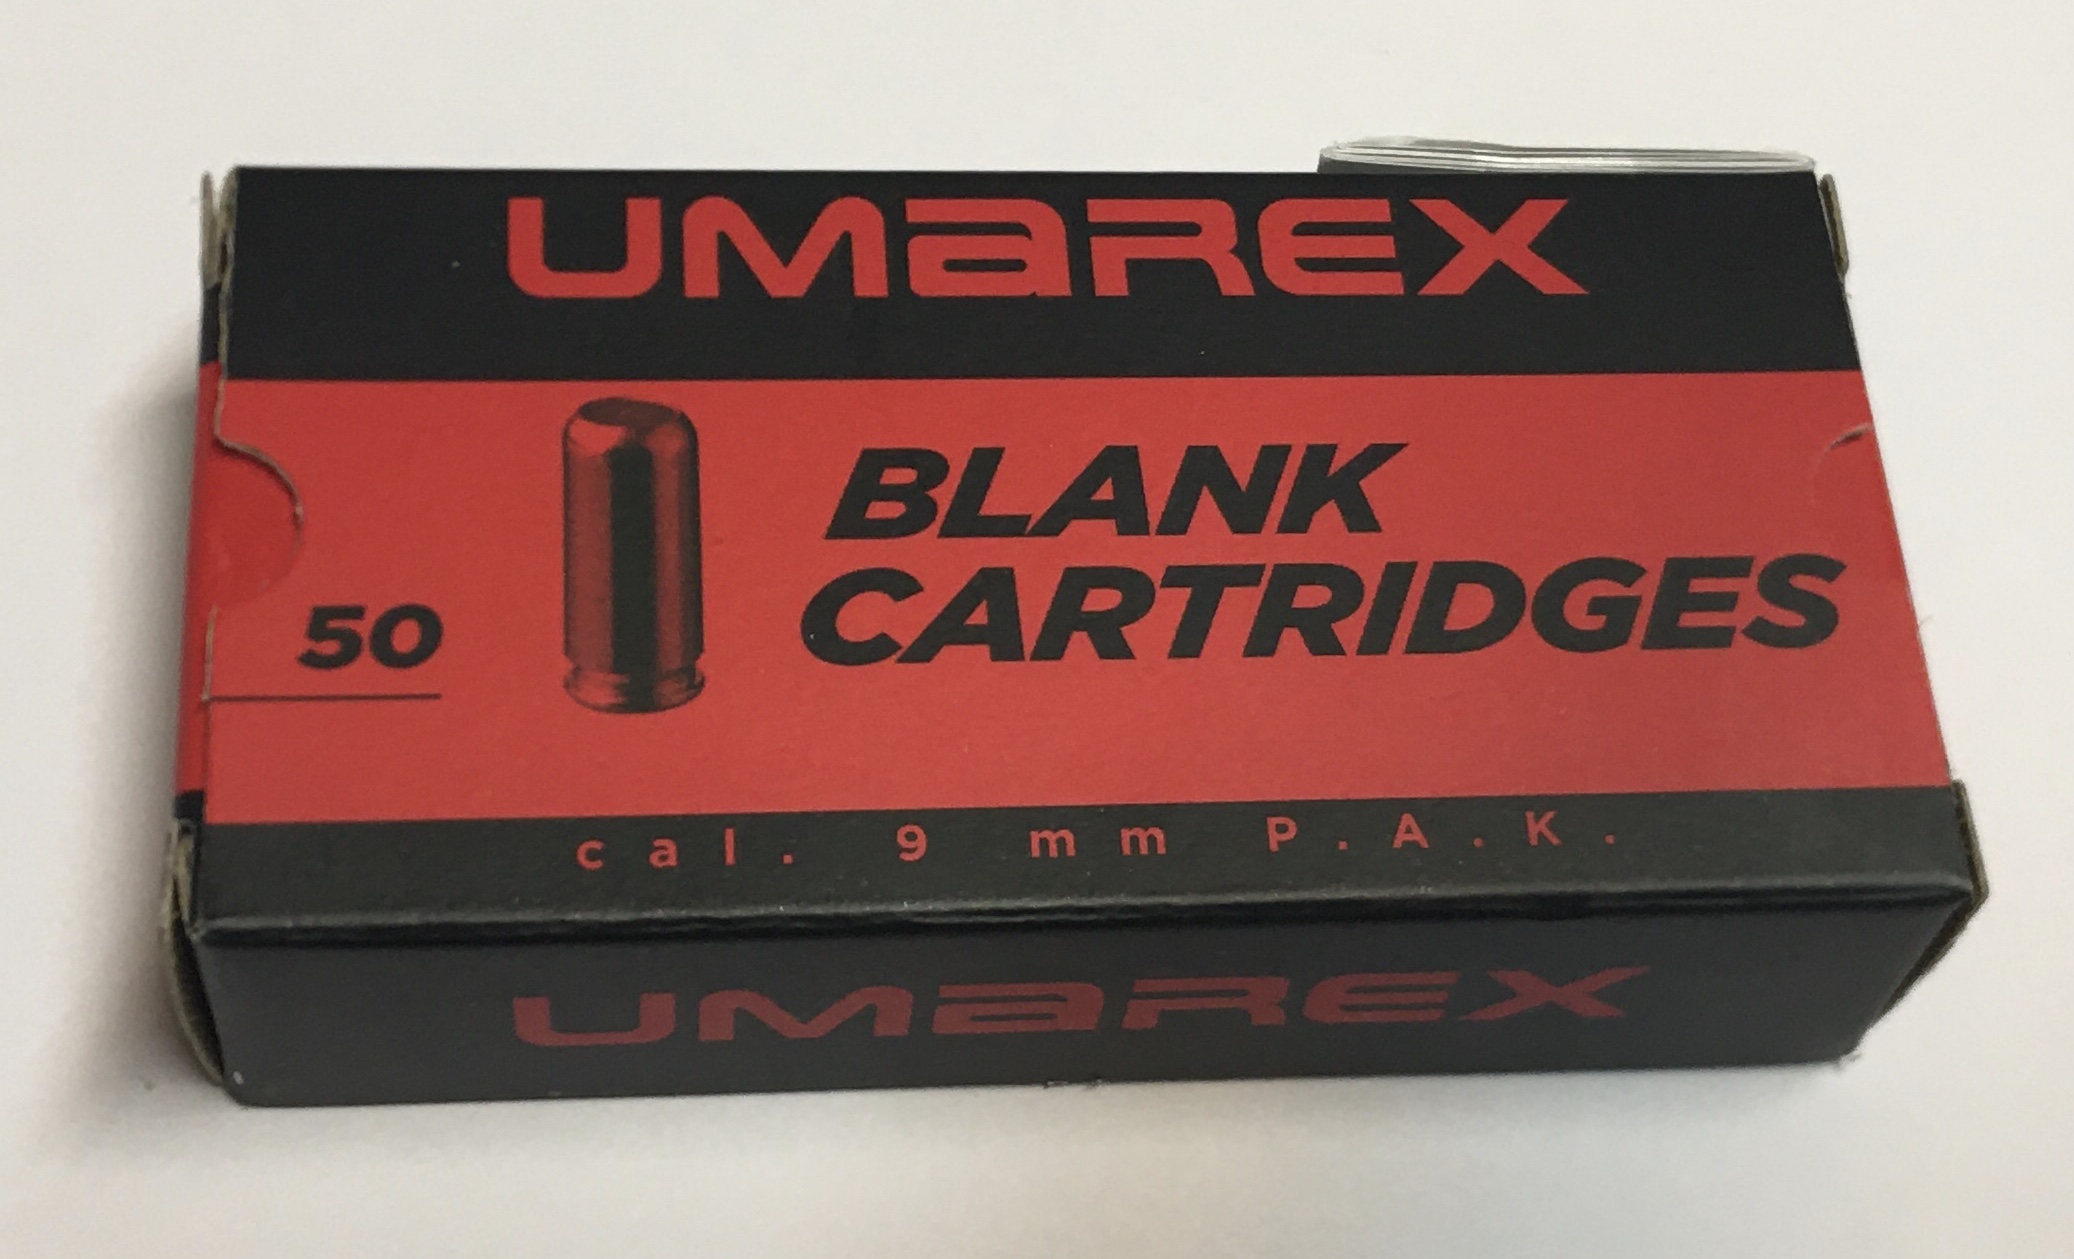 UMAREX
BLANK
CARTRIDGES
50
cal. 9 mm P.A.K.
UMAREX